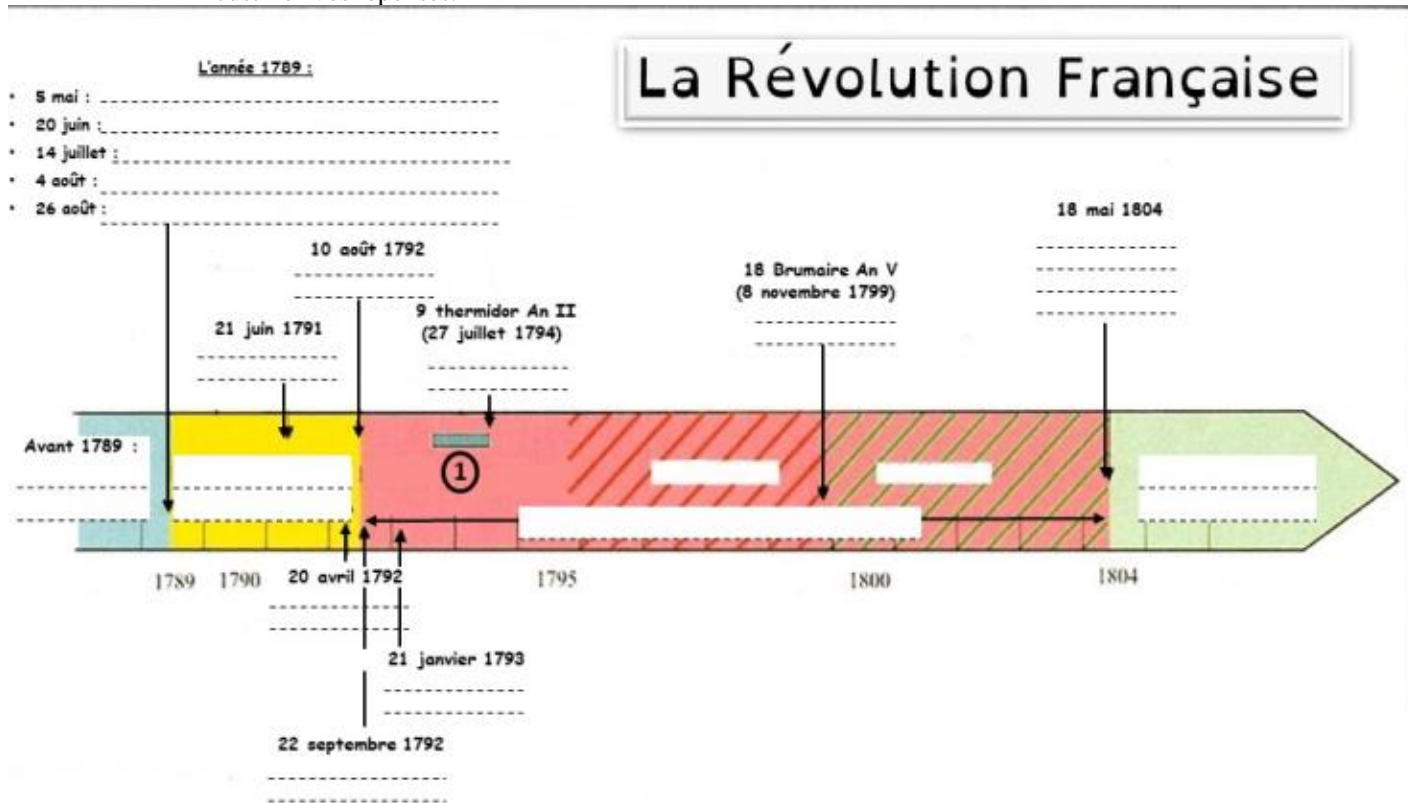 La Révolution Française
L'année 1789 :
• 5 mai :
• 20 juin :
• 14 juillet :
• 4 août :
• 26 août :
10 août 1792
21 juin 1791
9 thermidor An II
(27 juillet 1794)
18 Brumaire An V
(8 novembre 1799)
18 mai 1804
Avant 1789 :
1
1789 1790 1795 1800 1804
20 avril 1792
21 janvier 1793
22 septembre 1792